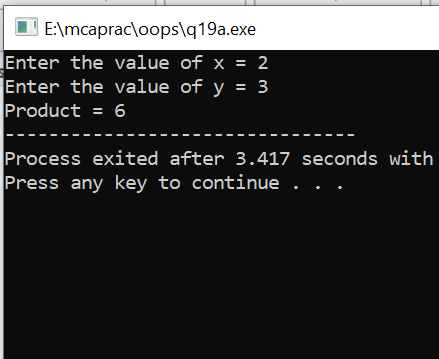 E:\mcaprac\oops\q19a.exe
Enter the value of x = 2
Enter the value of y = 3
Product = 6
--------------------------------
Process exited after 3.417 seconds with
Press any key to continue . . .